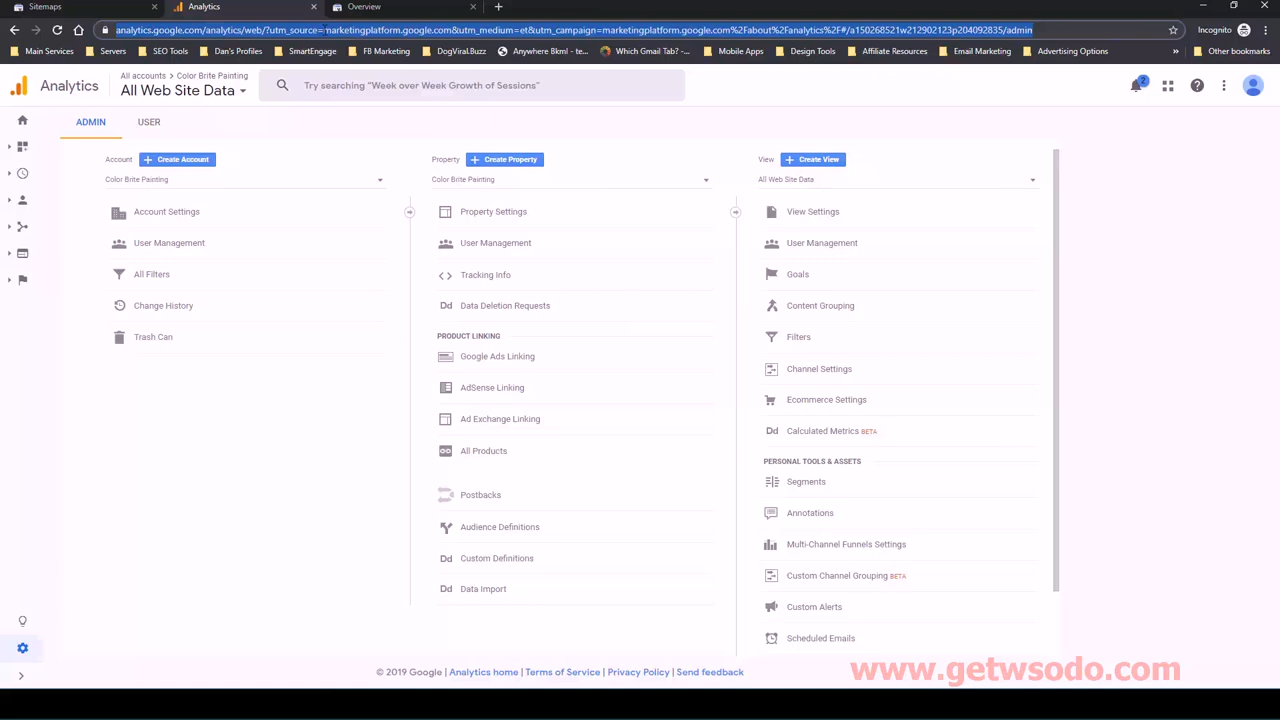 Sitemaps × Analytics × Overview × +
analytics.google.com/analytics/web/?utm_source=marketingplatform.google.com&utm_medium=et&utm_campaign=marketingplatform.google.com%2Fabout%2Fanalytics%2F#/a150268521w212902123p204092835/admin
Incognito
Main Services Servers SEO Tools Dan's Profiles SmartEngage FB Marketing DogViral.Buzz Anywhere Bkml - ti... Which Gmail Tab? -... Mobile Apps Design Tools Affiliate Resources Email Marketing Advertising Options » Other bookmarks
Analytics
All accounts > Color Brite Painting
All Web Site Data
Try searching "Week over Week Growth of Sessions"
2
ADMIN USER
Account + Create Account
Color Brite Painting
Account Settings
User Management
All Filters
Change History
Trash Can
Property + Create Property
Color Brite Painting
Property Settings
User Management
Tracking Info
Dd Data Deletion Requests
PRODUCT LINKING
Google Ads Linking
AdSense Linking
Ad Exchange Linking
All Products
Postbacks
Audience Definitions
Dd Custom Definitions
Dd Data Import
View + Create View
All Web Site Data
View Settings
User Management
Goals
Content Grouping
Filters
Channel Settings
Ecommerce Settings
Dd Calculated Metrics BETA
PERSONAL TOOLS & ASSETS
Segments
Annotations
Multi-Channel Funnels Settings
Custom Channel Grouping BETA
Custom Alerts
Scheduled Emails
© 2019 Google | Analytics home | Terms of Service | Privacy Policy | Send feedback
www.getwsodo.com